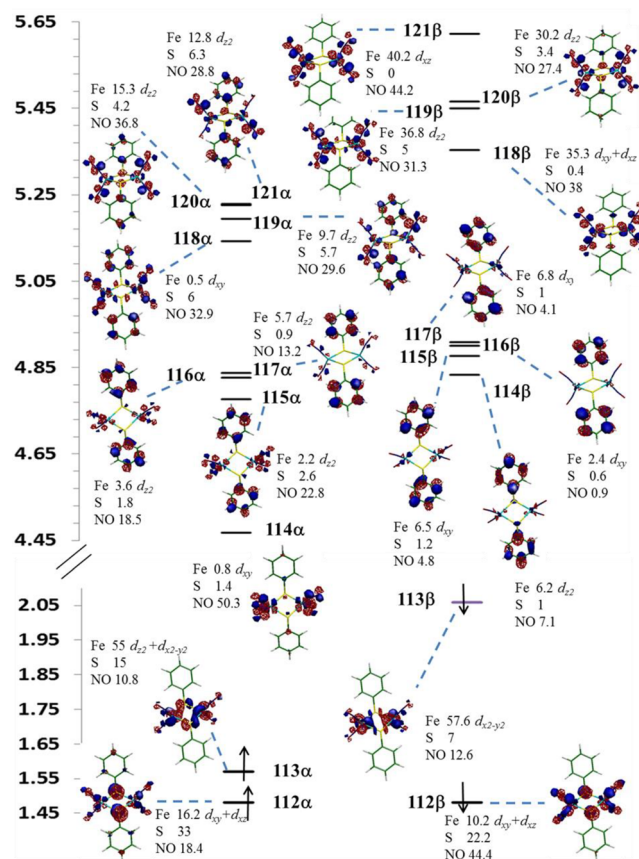 5.65
5.45
5.25
5.05
4.85
4.65
4.45
2.05
1.95
1.85
1.75
1.65
1.55
1.45
Fe 12.8 dz2
S 6.3
NO 28.8
Fe 15.3 dz2
S 4.2
NO 36.8
121β
Fe 40.2 dxz
S 0
NO 44.2
Fe 30.2 dz2
S 3.4
NO 27.4
119β
120β
Fe 36.8 dz2
S 5
NO 31.3
118β
Fe 35.3 dxy+dxz
S 0.4
NO 38
120α
121α
119α
118α
Fe 9.7 dz2
S 5.7
NO 29.6
Fe 0.5 dxy
S 6
NO 32.9
Fe 6.8 dxy
S 1
NO 4.1
Fe 5.7 dz2
S 0.9
NO 13.2
117β
115β
116β
114β
116α
117α
115α
Fe 3.6 dz2
S 1.8
NO 18.5
Fe 2.2 dz2
S 2.6
NO 22.8
Fe 2.4 dxy
S 0.6
NO 0.9
Fe 6.5 dxy
S 1.2
NO 4.8
114α
Fe 0.8 dxy
S 1.4
NO 50.3
113β
Fe 6.2 dz2
S 1
NO 7.1
Fe 55 dz2+dx2-y2
S 15
NO 10.8
Fe 57.6 dx2-y2
S 7
NO 12.6
113α
112α
112β
Fe 16.2 dxy+dxz
S 33
NO 18.4
Fe 10.2 dxy+dxz
S 22.2
NO 44.4